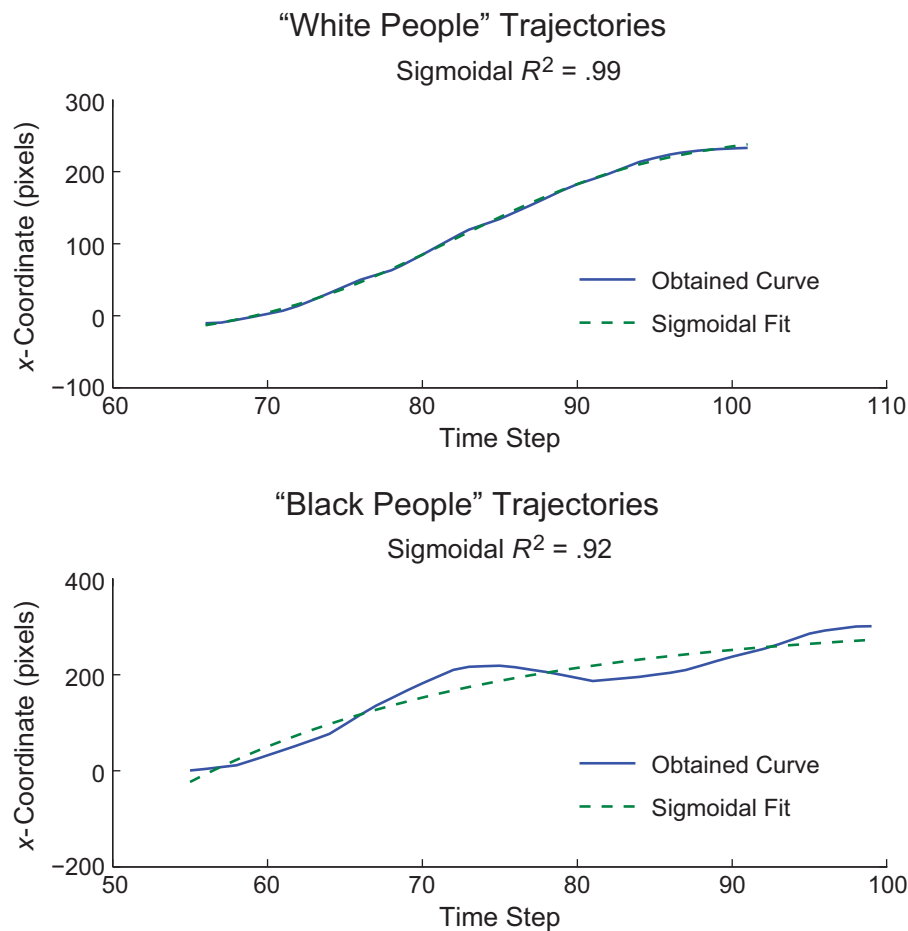 “White People” Trajectories
Sigmoidal R² = .99
300
200
100
0
−100
x-Coordinate (pixels)
Obtained Curve
Sigmoidal Fit
60 70 80 90 100 110
Time Step
“Black People” Trajectories
Sigmoidal R² = .92
400
200
0
−200
x-Coordinate (pixels)
Obtained Curve
Sigmoidal Fit
50 60 70 80 90 100
Time Step